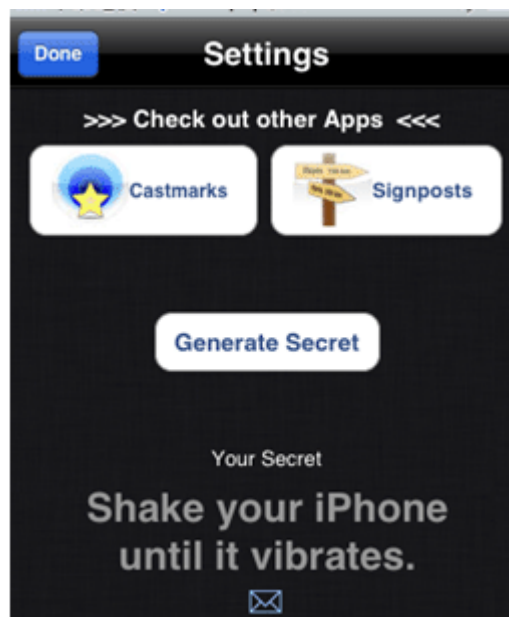 Done
Settings
>>> Check out other Apps <<<
Castmarks
Signposts
Generate Secret
Your Secret
Shake your iPhone
until it vibrates.